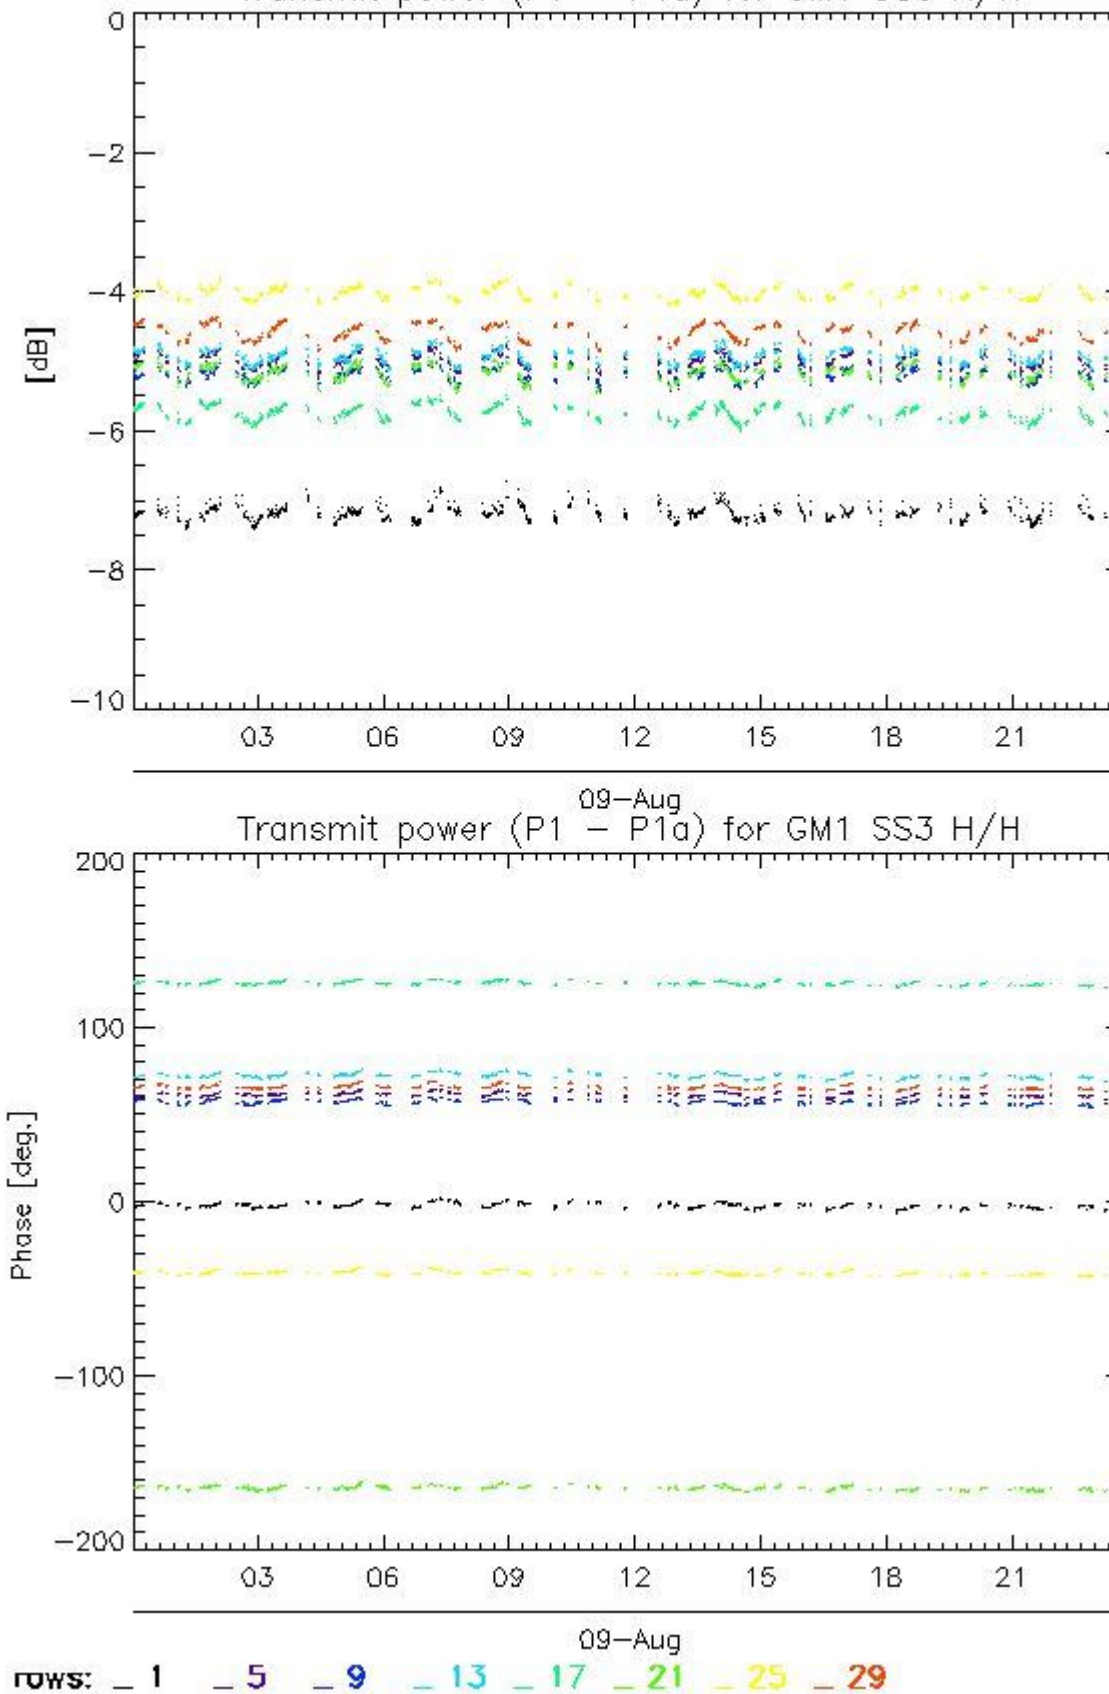 0
−2
−4
[dB]
−6
−8
−10
03 06 09 12 15 18 21
09−Aug
Transmit power (P1 − P1a) for GM1 SS3 H/H
200
100
0
Phase [deg.]
−100
−200
03 06 09 12 15 18 21
09−Aug
rows: _ 1 _ 5 _ 9 _ 13 _ 17 _ 21 _ 25 _ 29